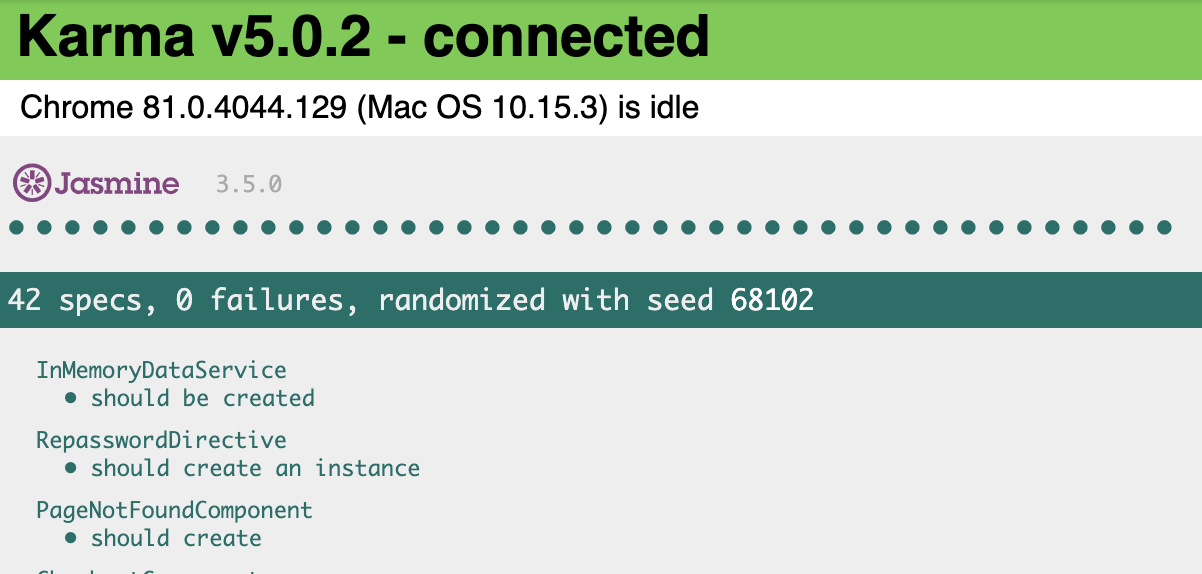 Karma v5.0.2 - connected
Chrome 81.0.4044.129 (Mac OS 10.15.3) is idle
Jasmine 3.5.0
42 specs, 0 failures, randomized with seed 68102
InMemoryDataService
• should be created
RepasswordDirective
• should create an instance
PageNotFoundComponent
• should create